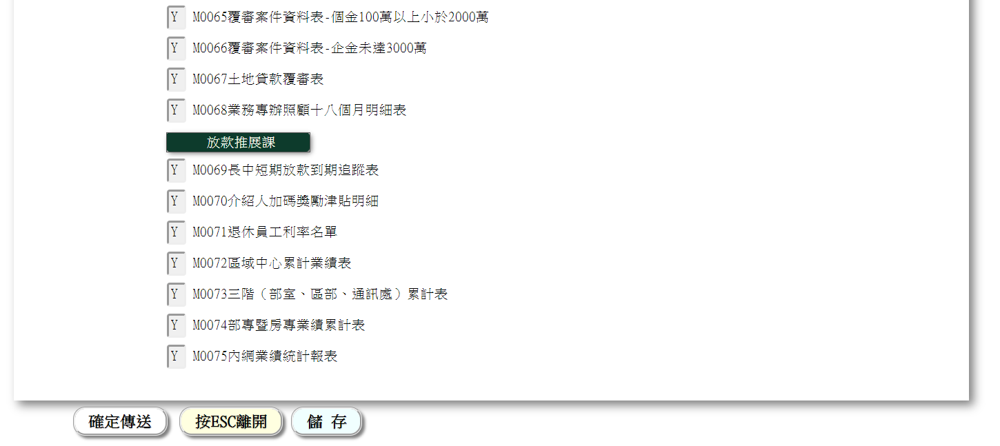 Y M0065覆審案件資料表-個金100萬以上小於2000萬
Y M0066覆審案件資料表-企金未達3000萬
Y M0067土地貸款覆審表
Y M0068業務專辦照顧十八個月明細表
放款推展課
Y M0069長中短期放款到期追蹤表
Y M0070介紹人加碼獎勵津貼明細
Y M0071退休員工利率名單
Y M0072區域中心累計業績表
Y M0073三階（部室、區部、通訊處）累計表
Y M0074部專暨房專業績累計表
Y M0075內網業績統計報表
確定傳送 按ESC離開 儲 存